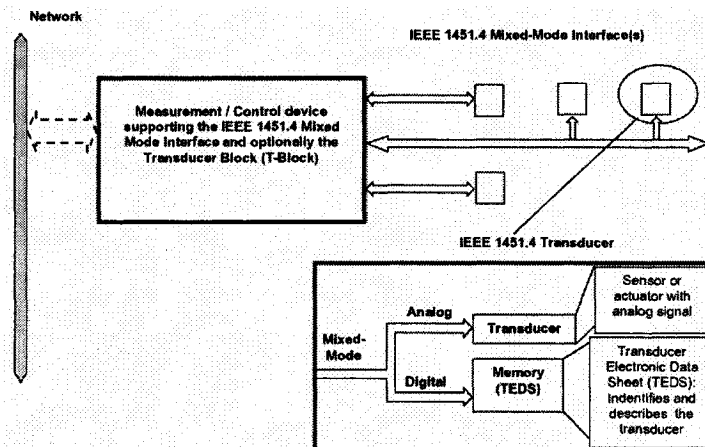 Network
IEEE 1451.4 Mixed-Mode Interface(s)
Measurement / Control device
supporting the IEEE 1451.4 Mixed
Mode Interface and optionally the
Transducer Block (T-Block)
IEEE 1451.4 Transducer
Mixed-
Mode
Analog
Digital
Transducer
Memory
(TEDS)
Sensor or
actuator with
analog signal
Transducer
Electronic Data
Sheet (TEDS):
Indentifies and
describes the
transducer